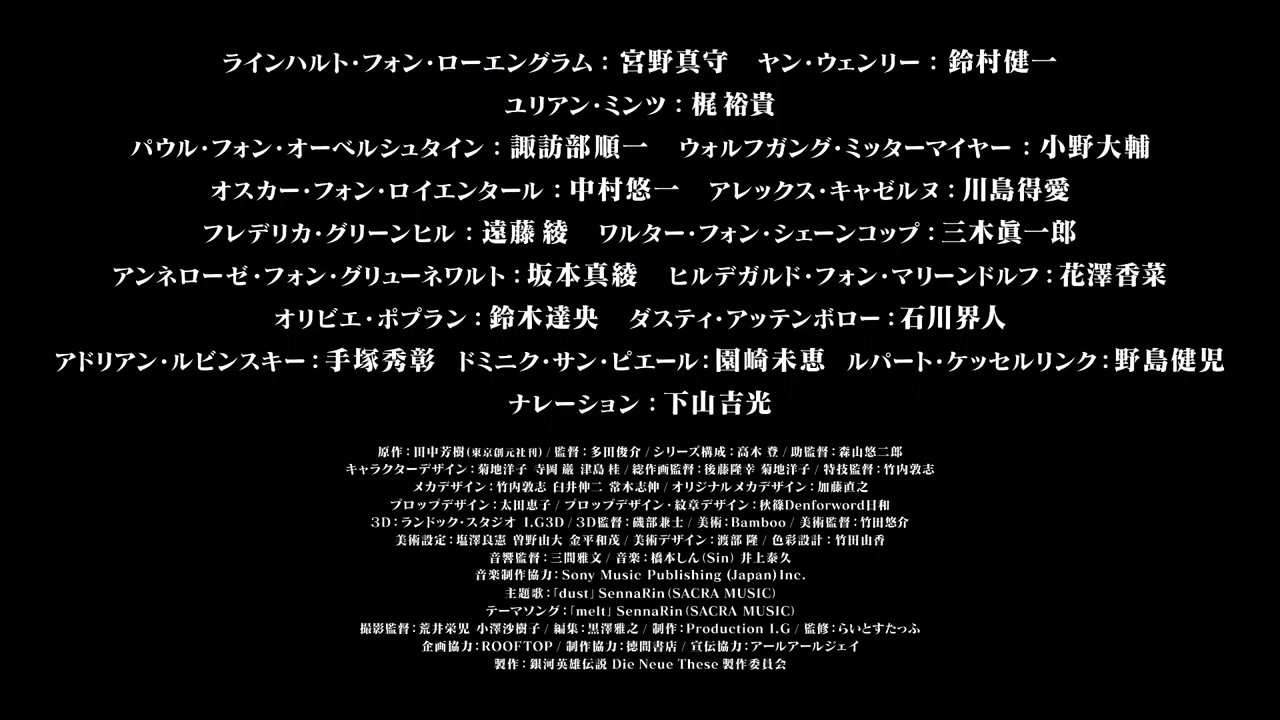 ラインハルト・フォン・ローエングラム：宮野真守　ヤン・ウェンリー：鈴村健一
ユリアン・ミンツ：梶 裕貴
パウル・フォン・オーベルシュタイン：諏訪部順一　ウォルフガング・ミッターマイヤー：小野大輔
オスカー・フォン・ロイエンタール：中村悠一　アレックス・キャゼルヌ：川島得愛
フレデリカ・グリーンヒル：遠藤 綾　ワルター・フォン・シェーンコップ：三木眞一郎
アンネローゼ・フォン・グリューネワルト：坂本真綾　ヒルデガルド・フォン・マリーンドルフ：花澤香菜
オリビエ・ポプラン：鈴木達央　ダスティ・アッテンボロー：石川界人
アドリアン・ルビンスキー：手塚秀彰　ドミニク・サン・ピエール：園崎未恵　ルパート・ケッセルリンク：野島健児
ナレーション：下山吉光
原作：田中芳樹（東京創元社刊）/ 監督：多田俊介 / シリーズ構成：高木 登 / 助監督：森山悠二郎
キャラクターデザイン：菊地洋子 寺岡 巌 津島 桂 / 総作画監督：後藤隆幸 菊地洋子 / 特技監督：竹内敦志
メカデザイン：竹内敦志 臼井伸二 常木志伸 / オリジナルメカデザイン：加藤直之
プロップデザイン：太田恵子 / プロップデザイン・紋章デザイン：秋篠Denforword日和
3D：ランドック・スタジオ I.G3D / 3D監督：磯部兼士 / 美術：Bamboo / 美術監督：竹田悠介
美術設定：塩澤良憲 曽野由大 金平和茂 / 美術デザイン：渡部 隆 / 色彩設計：竹田由香
音響監督：三間雅文 / 音楽：橋本しん（Sin） 井上泰久
音楽制作協力：Sony Music Publishing (Japan) Inc.
主題歌：「dust」SennaRin（SACRA MUSIC）
テーマソング：「melt」SennaRin（SACRA MUSIC）
撮影監督：荒井栄児 小澤沙樹子 / 編集：黒澤雅之 / 制作：Production I.G / 監修：らいとすたっふ
企画協力：ROOFTOP / 制作協力：徳間書店 / 宣伝協力：アールアールジェイ
製作：銀河英雄伝説 Die Neue These 製作委員会